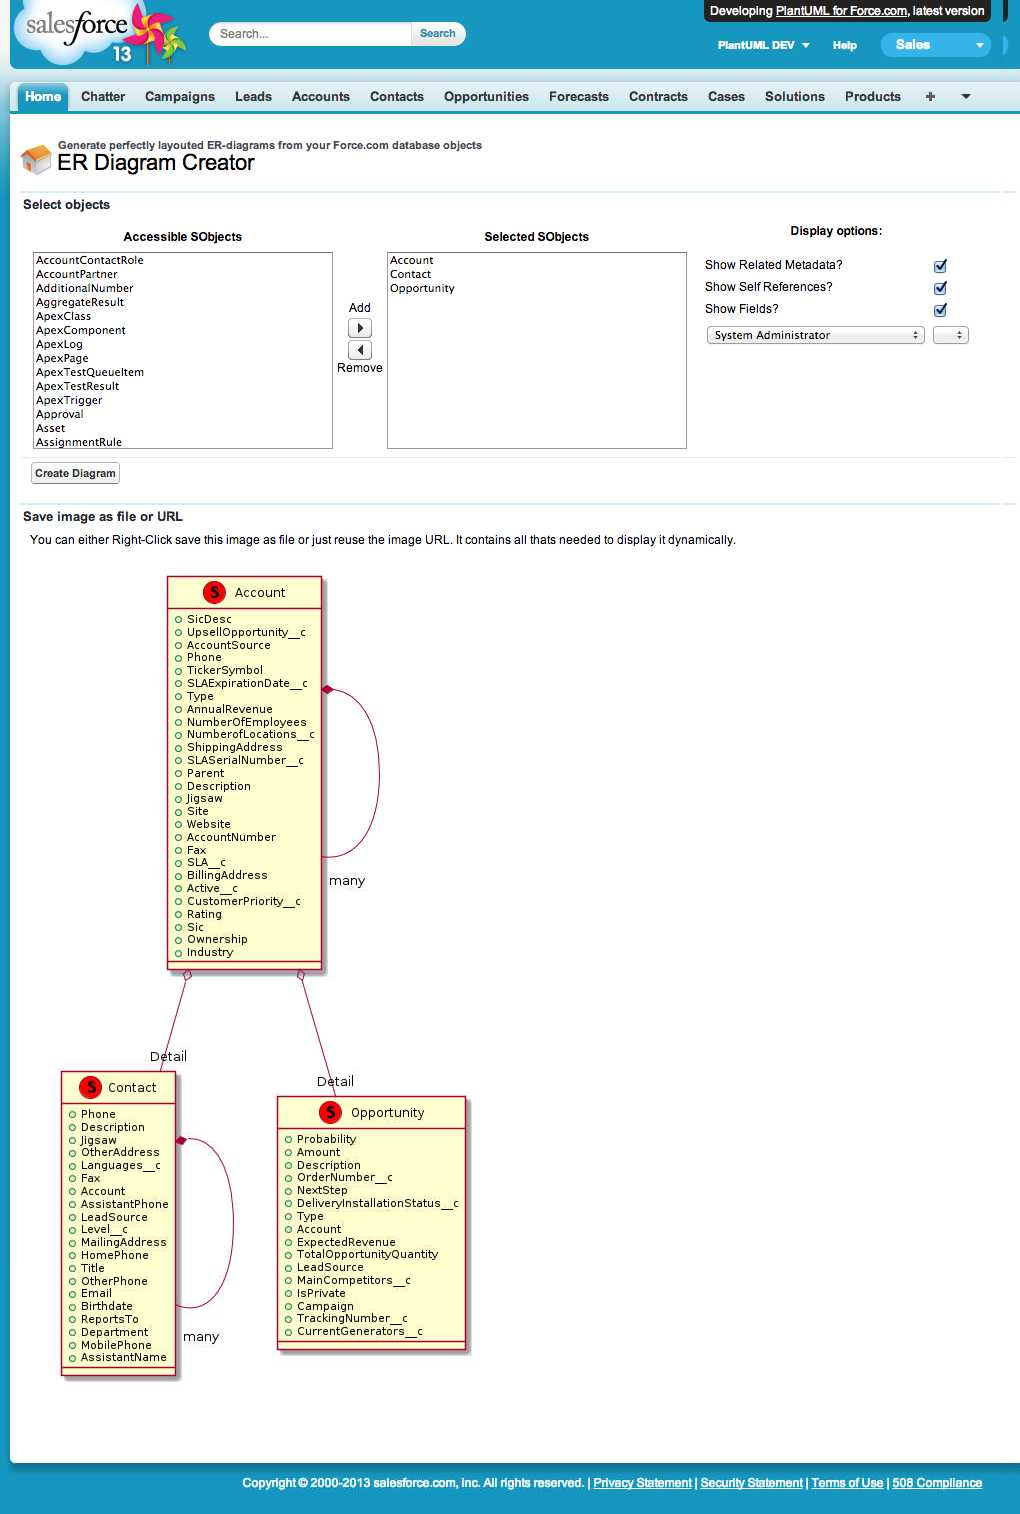 salesforce
13
Search...
Search
Developing PlantUML for Force.com, latest version
PlantUML DEV
Help
Sales
Home Chatter Campaigns Leads Accounts Contacts Opportunities Forecasts Contracts Cases Solutions Products +
Generate perfectly layouted ER-diagrams from your Force.com database objects
ER Diagram Creator
Select objects
Accessible SObjects
AccountContactRole
AccountPartner
AdditionalNumber
AggregateResult
ApexClass
ApexComponent
ApexLog
ApexPage
ApexTestQueueItem
ApexTestResult
ApexTrigger
Approval
Asset
AssignmentRule
Add
Remove
Selected SObjects
Account
Contact
Opportunity
Display options:
Show Related Metadata?
Show Self References?
Show Fields?
System Administrator
Create Diagram
Save image as file or URL
You can either Right-Click save this image as file or just reuse the image URL. It contains all thats needed to display it dynamically.
S Account
SicDesc
UpsellOpportunity__c
AccountSource
Phone
TickerSymbol
SLAExpirationDate__c
Type
AnnualRevenue
NumberOfEmployees
NumberofLocations__c
ShippingAddress
SLASerialNumber__c
Parent
Description
Jigsaw
Site
Website
AccountNumber
Fax
SLA__c
BillingAddress
Active__c
CustomerPriority__c
Rating
Sic
Ownership
Industry
many
Detail
Detail
S Contact
Phone
Description
Jigsaw
OtherAddress
Languages__c
Fax
Account
AssistantPhone
LeadSource
Level__c
MailingAddress
HomePhone
Title
OtherPhone
Email
Birthdate
ReportsTo
Department
MobilePhone
AssistantName
many
S Opportunity
Probability
Amount
Description
OrderNumber__c
NextStep
DeliveryInstallationStatus__c
Type
Account
ExpectedRevenue
TotalOpportunityQuantity
LeadSource
MainCompetitors__c
IsPrivate
Campaign
TrackingNumber__c
CurrentGenerators__c
Copyright © 2000-2013 salesforce.com, inc. All rights reserved. | Privacy Statement | Security Statement | Terms of Use | 508 Compliance